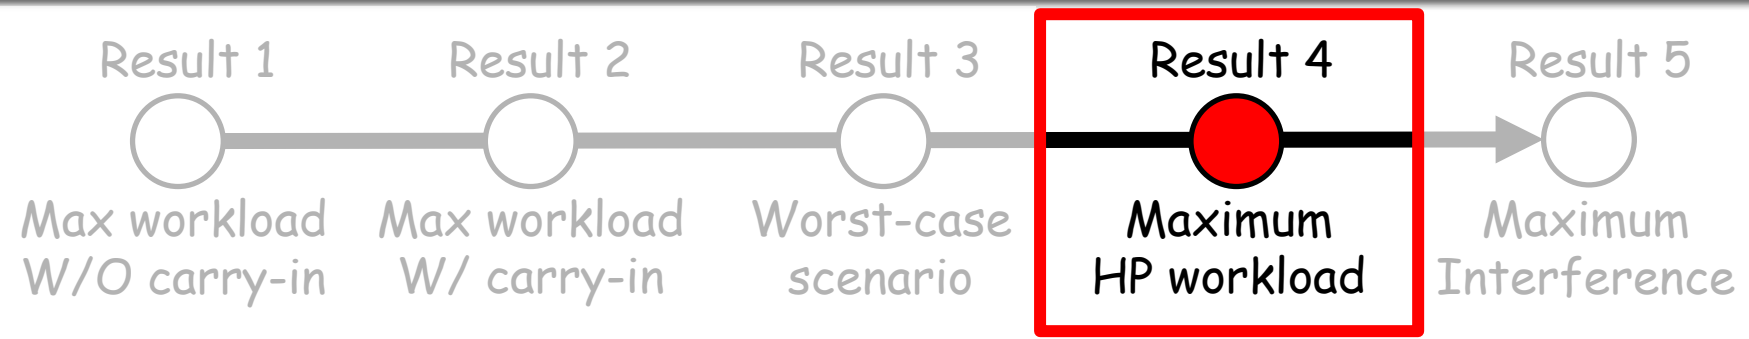 Result 1
Result 2
Result 3
Result 4
Result 5
Max workload
W/O carry-in
Max workload
W/ carry-in
Worst-case
scenario
Maximum
HP workload
Maximum
Interference